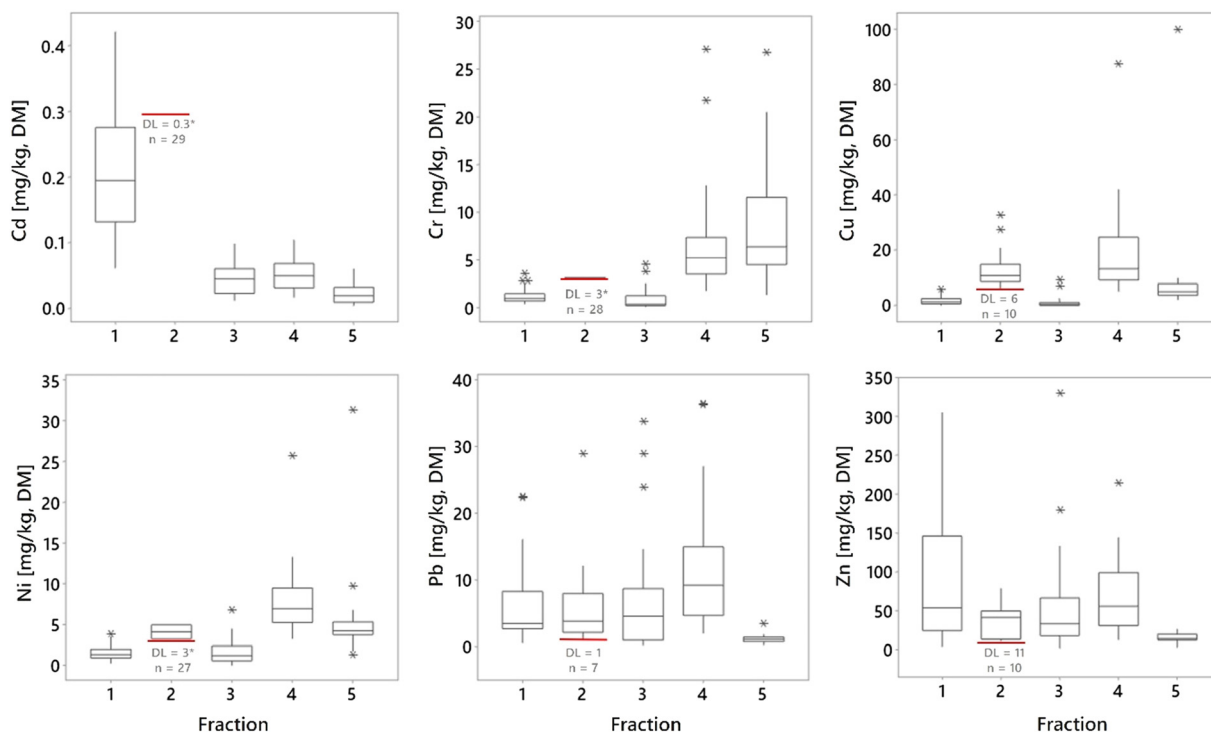 Cd [mg/kg, DM]
0.4
0.3
0.2
0.1
0.0
DL = 0.3*
n = 29
1 2 3 4 5
Cr [mg/kg, DM]
30
25
20
15
10
5
0
DL = 3*
n = 28
1 2 3 4 5
Cu [mg/kg, DM]
100
80
60
40
20
0
DL = 6
n = 10
1 2 3 4 5
Ni [mg/kg, DM]
35
30
25
20
15
10
5
0
DL = 3*
n = 27
1 2 3 4 5
Fraction
Pb [mg/kg, DM]
40
30
20
10
0
DL = 1
n = 7
1 2 3 4 5
Zn [mg/kg, DM]
350
300
250
200
150
100
50
0
DL = 11
n = 10
1 2 3 4 5
Fraction